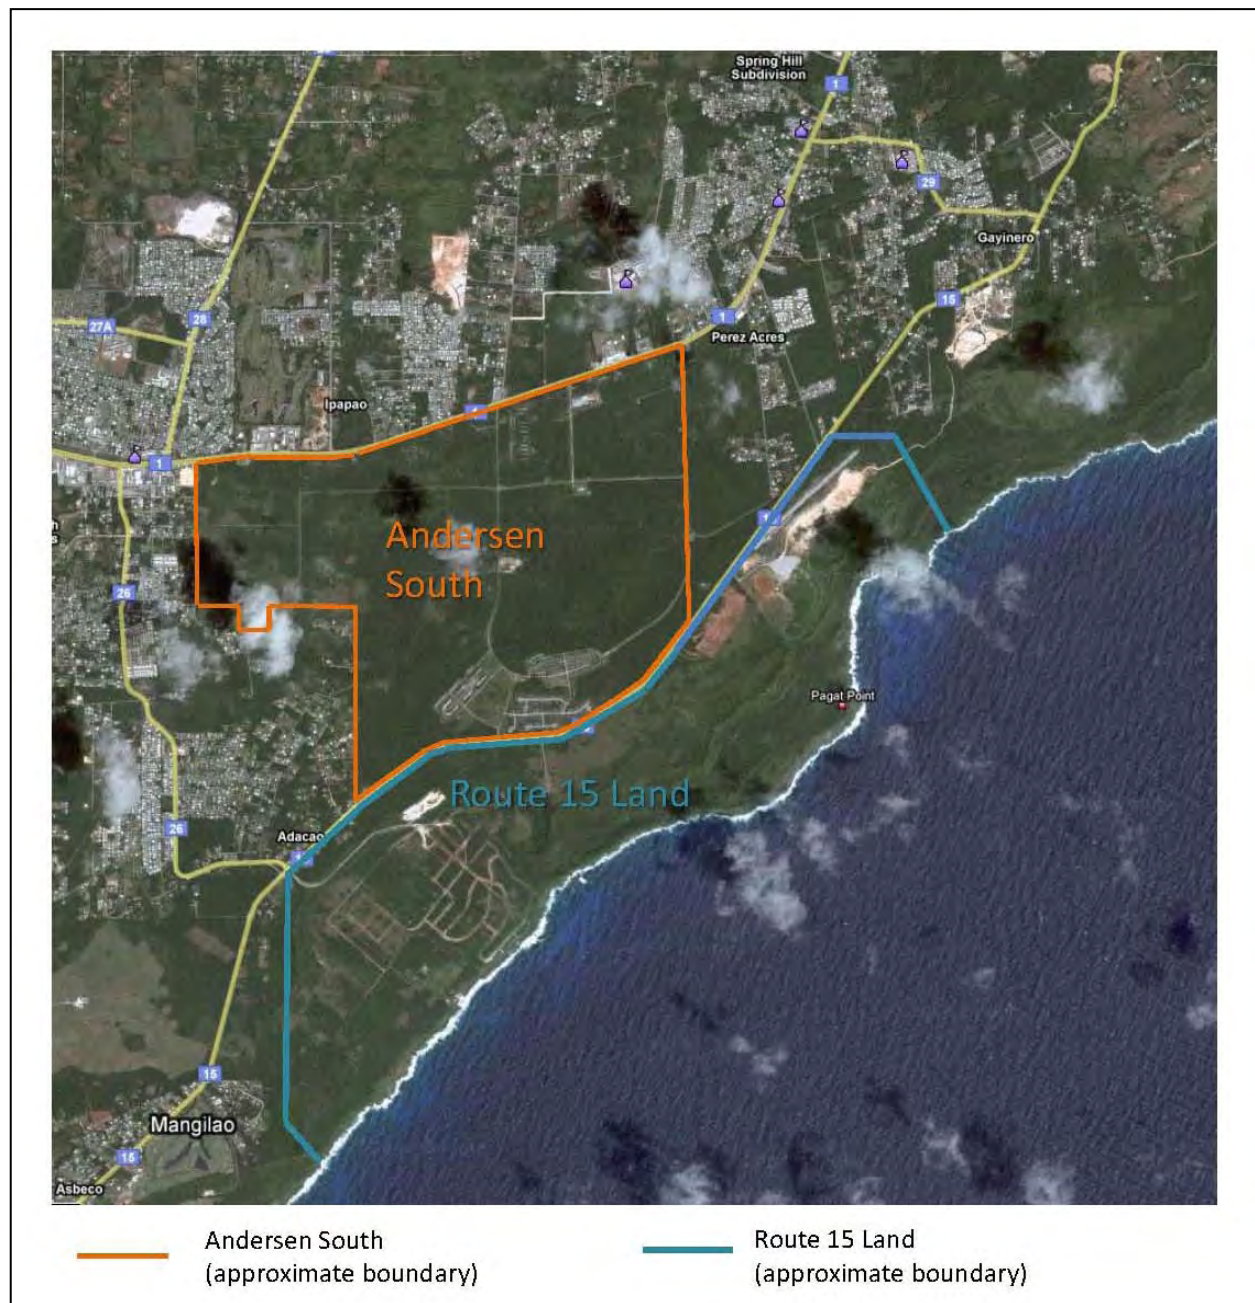 Spring Hill
Subdivision
1
29
Gayinero
15
28
27A
1
Perez Acres
Ipapao
1
Andersen
South
26
Pagat Point
Route 15 Land
26
Adacao
15
Mangilao
15
Asbeco
Andersen South
(approximate boundary)
Route 15 Land
(approximate boundary)